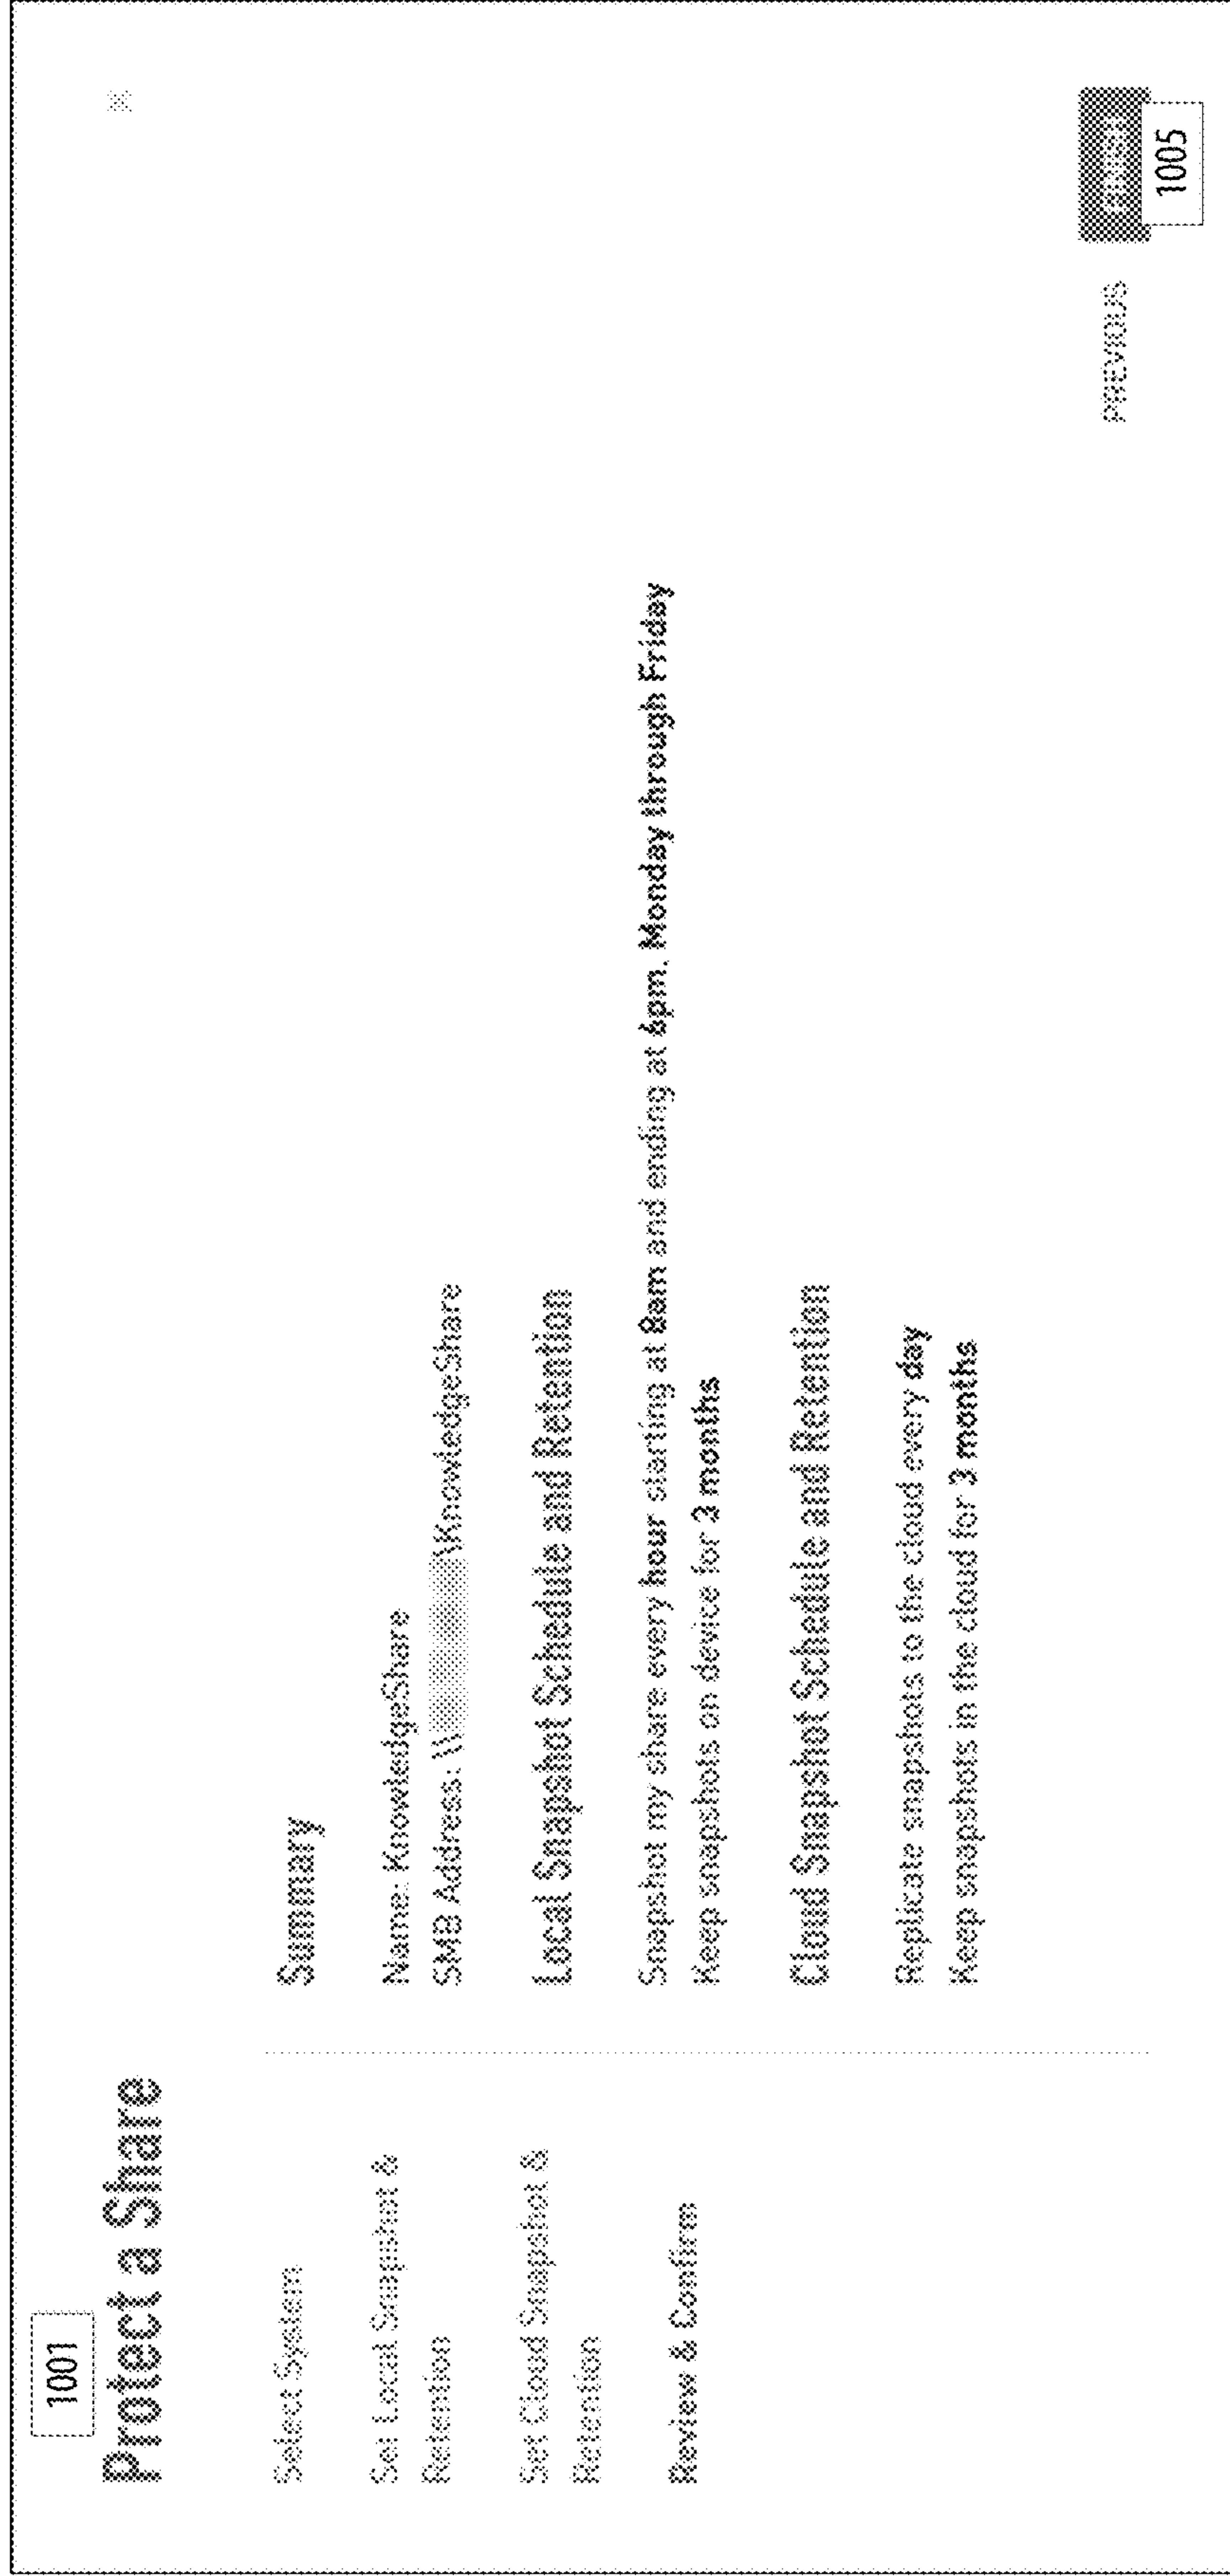 1001
Protect a Share
Select System
Set Local Snapshot &
Retention
Set Cloud Snapshot &
Retention
Review & Confirm
Summary
Name: KnowledgeShare
SMB Address: \\ \KnowledgeShare
Local Snapshot Schedule and Retention
Snapshot my share every hour starting at 8am and ending at 6pm, Monday through Friday
Keep snapshots on device for 3 months
Cloud Snapshot Schedule and Retention
Replicate snapshots to the cloud every day
Keep snapshots in the cloud for 3 months
PREVIOUS
1005